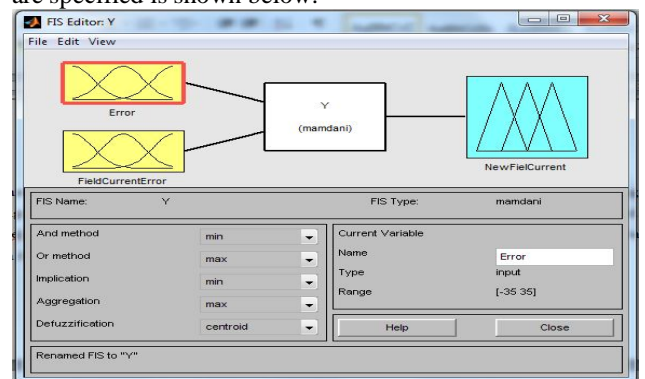 are specified is shown below.
FIS Editor: Y
File Edit View
Error
FieldCurrentError
Y
(mamdani)
NewFielCurrent
FIS Name: Y
FIS Type: mamdani
And method min
Or method max
Implication min
Aggregation max
Defuzzification centroid
Current Variable
Name Error
Type input
Range [-35 35]
Help
Close
Renamed FIS to "Y"